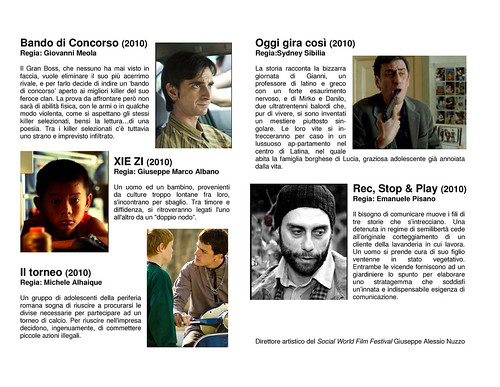 Bando di Concorso (2010)
Regia: Giovanni Meola
Il Gran Boss, che nessuno ha mai visto in
faccia, vuole eliminare il suo più acerrimo
rivale, e per farlo decide di indire un 'bando
di concorso' aperto ai migliori killer del suo
feroce clan. La prova da affrontare però non
sarà di abilità fisica, con le armi o in qualche
modo violenta, come si aspettano gli stessi
killer selezionati, bensì la lettura...di una
poesia. Tra i killer selezionati c'è tuttavia
uno strano e imprevisto infiltrato.
XIE ZI (2010)
Regia: Giuseppe Marco Albano
Un uomo ed un bambino, provenienti
da culture troppo lontane fra loro,
s'incontrano per sbaglio. Tra timore e
diffidenza, si ritroveranno legati l'uno
all'altro da un "doppio nodo".
Il torneo (2010)
Regia: Michele Alhaique
Un gruppo di adolescenti della periferia
romana sogna di riuscire a procurarsi le
divise necessarie per partecipare ad un
torneo di calcio. Per riuscire nell'impresa
decidono, ingenuamente, di commettere
piccole azioni illegali.
Oggi gira così (2010)
Regia:Sydney Sibilia
La storia racconta la bizzarra
giornata di Gianni, un
professore di latino e greco
con un forte esaurimento
nervoso, e di Mirko e Danilo,
due ultratrentenni balordi che,
pur di vivere, si sono inventati
un mestiere piuttosto sin-
golare. Le loro vite si in-
trecceranno per caso in un
lussuoso ap-partamento nel
centro di Latina, nel quale
abita la famiglia borghese di Lucia, graziosa adolescente già annoiata
dalla vita.
Rec, Stop & Play (2010)
Regia: Emanuele Pisano
Il bisogno di comunicare muove i fili di
tre storie che s'intrecciano. Una
detenuta in regime di semilibertà cede
all'originale corteggiamento di un
cliente della lavanderia in cui lavora.
Un uomo si prende cura di suo figlio
ventenne in stato vegetativo.
Entrambe le vicende forniscono ad un
giardiniere lo spunto per elaborare
uno stratagemma che soddisfi
un'innata e indispensabile esigenza di
comunicazione.
Direttore artistico del Social World Film Festival Giuseppe Alessio Nuzzo